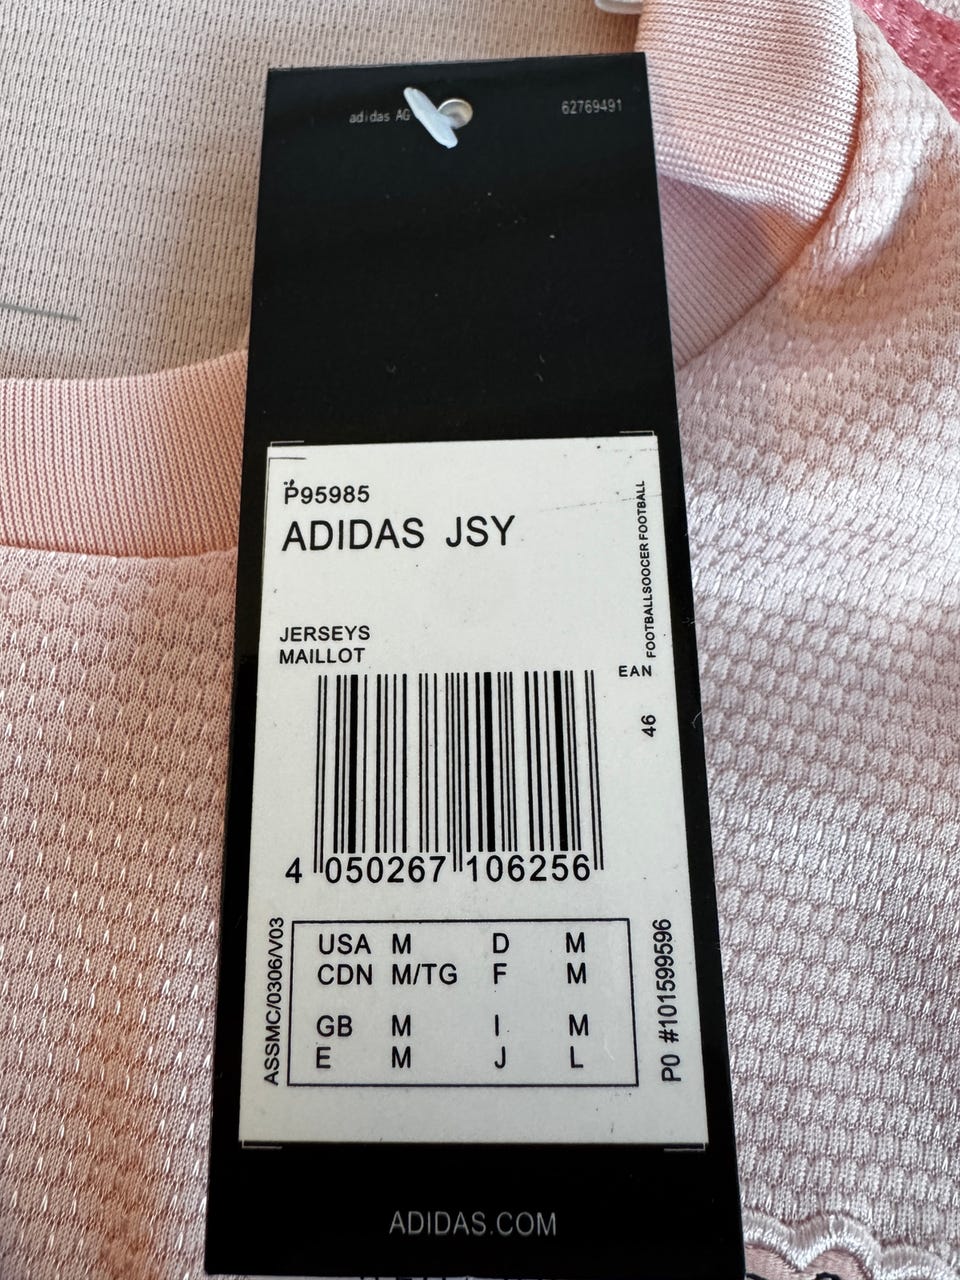 adidas AG
62769491
P95985
ADIDAS JSY
FOOTBALLSOCCER FOOTBALL
JERSEYS
MAILLOT
EAN
46
4 050267 106256
ASSMC/0306/V03
USA M D M
CDN M/TG F M
GB M I M
E M J L
PO #101599596
ADIDAS.COM